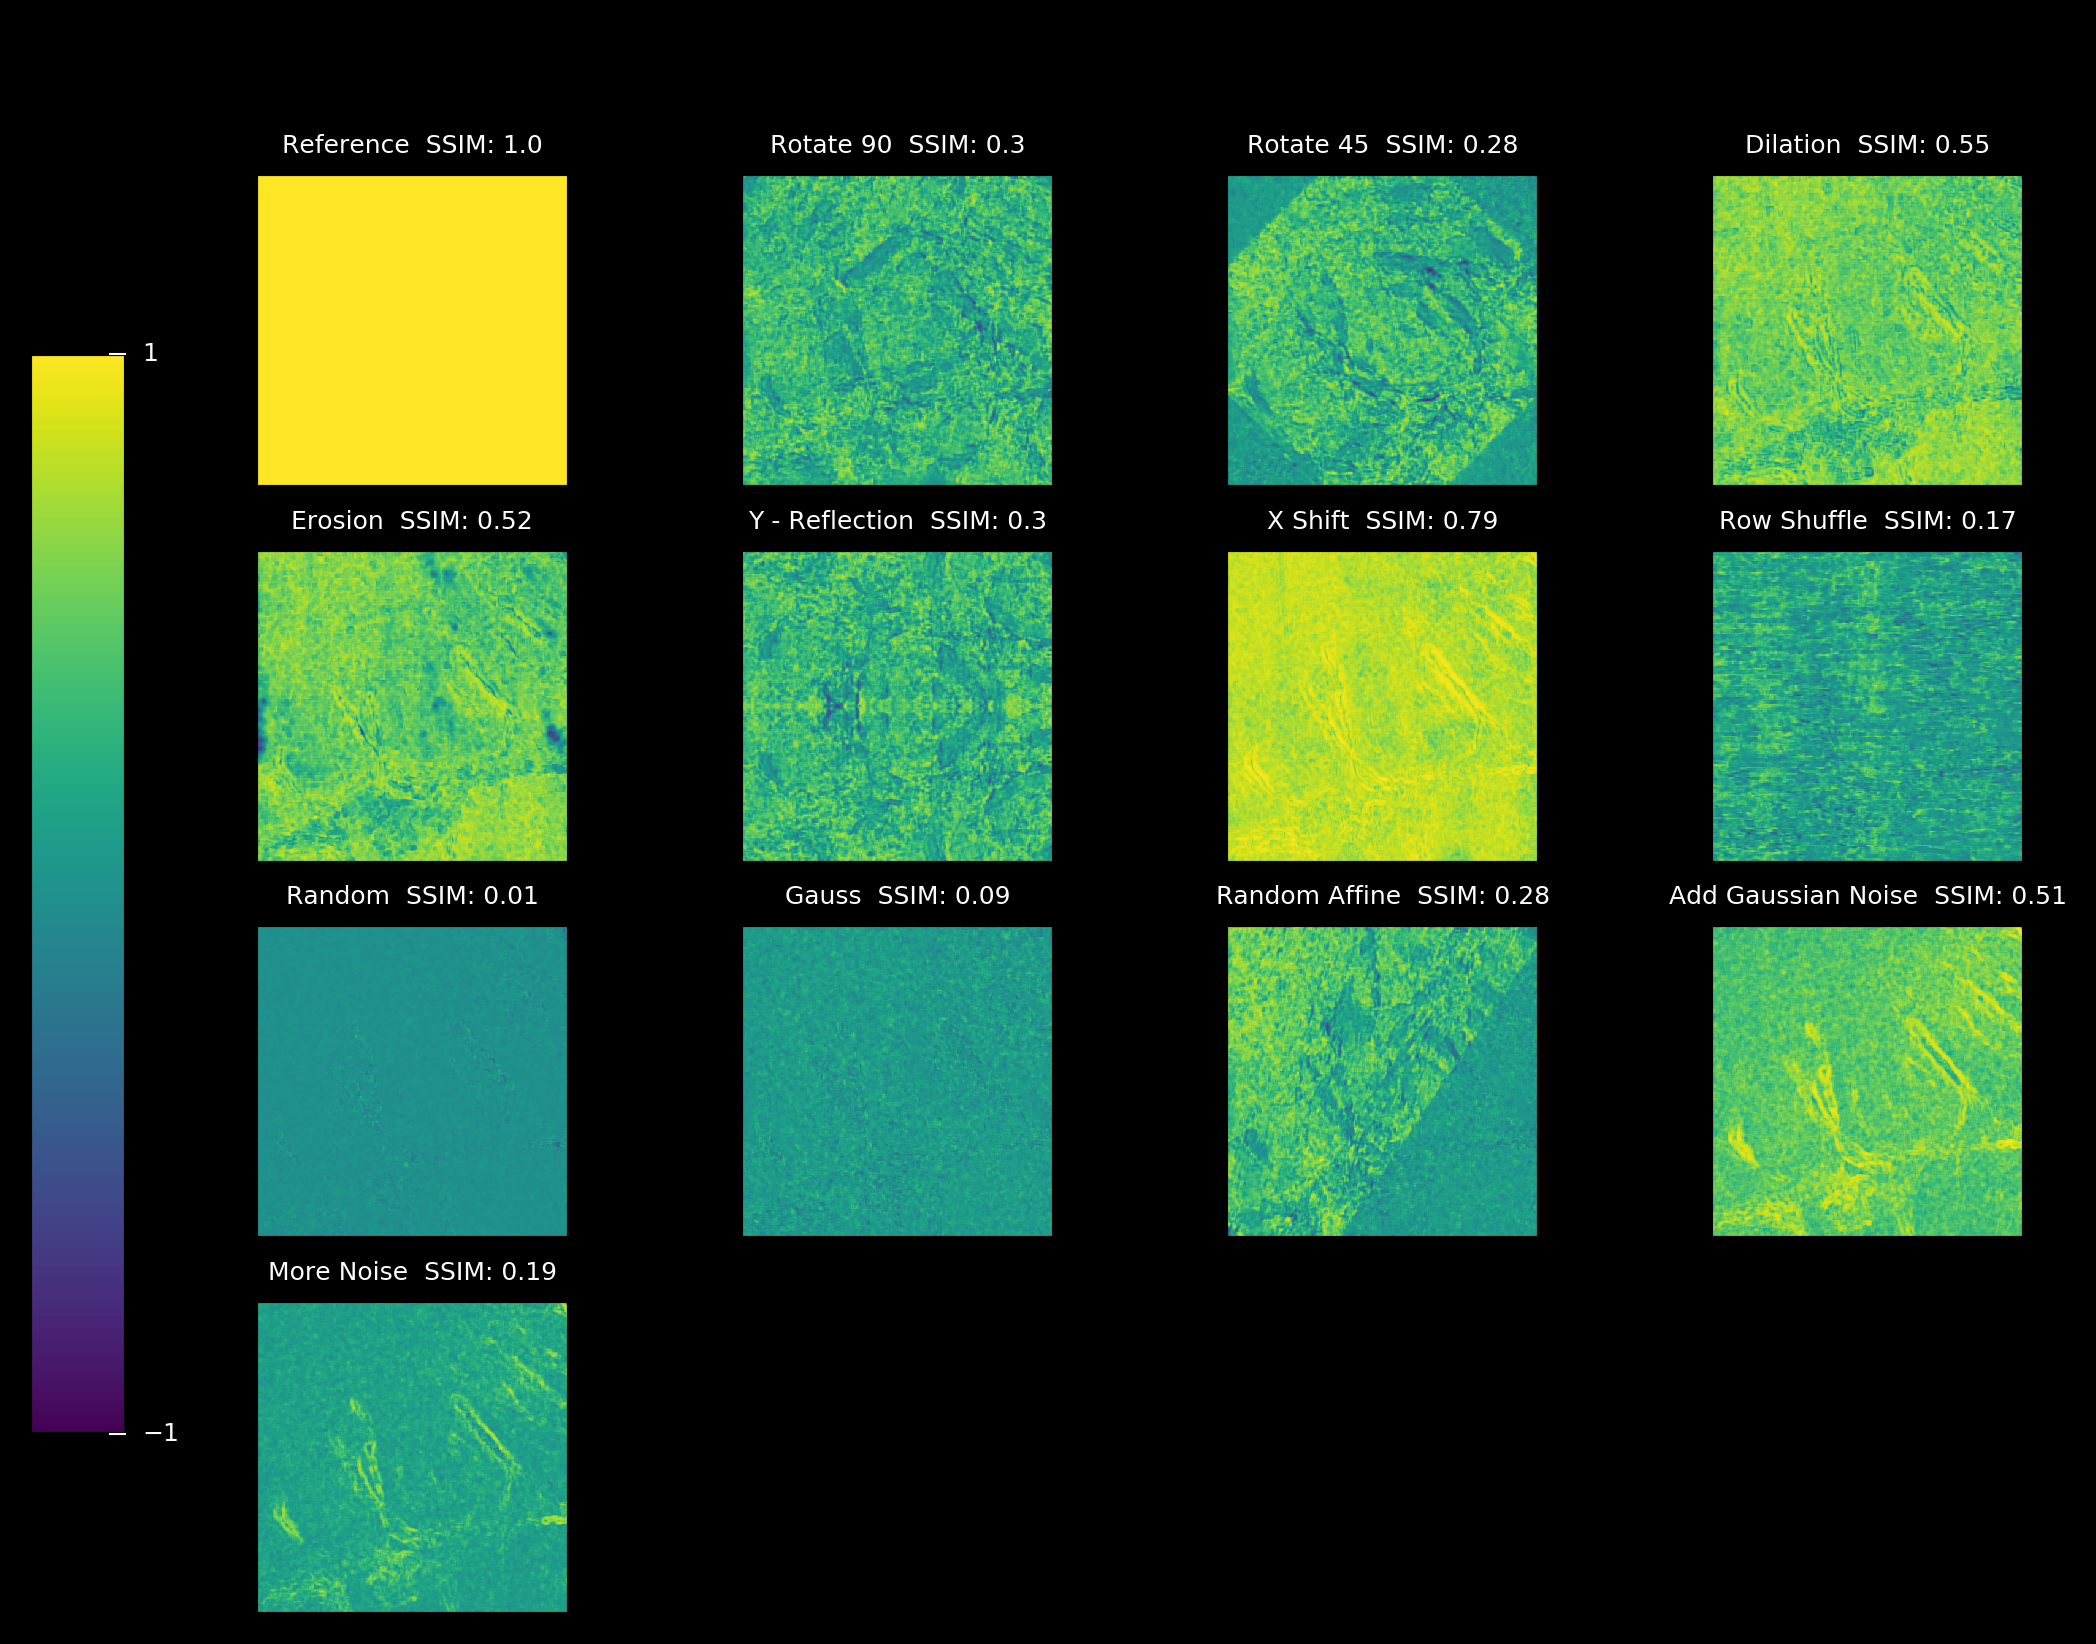 Reference  SSIM: 1.0
Rotate 90  SSIM: 0.3
Rotate 45  SSIM: 0.28
Dilation  SSIM: 0.55
1
Erosion  SSIM: 0.52
Y - Reflection  SSIM: 0.3
X Shift  SSIM: 0.79
Row Shuffle  SSIM: 0.17
Random  SSIM: 0.01
Gauss  SSIM: 0.09
Random Affine  SSIM: 0.28
Add Gaussian Noise  SSIM: 0.51
More Noise  SSIM: 0.19
−1